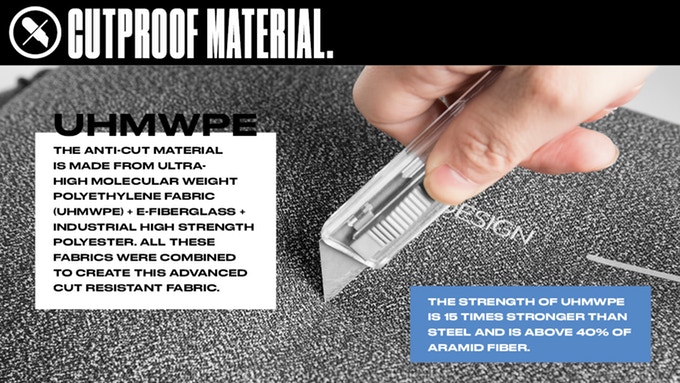 CUTPROOF MATERIAL.
UHMWPE
THE ANTI-CUT MATERIAL
IS MADE FROM ULTRA-
HIGH MOLECULAR WEIGHT
POLYETHYLENE FABRIC
(UHMWPE) + E-FIBERGLASS +
INDUSTRIAL HIGH STRENGTH
POLYESTER. ALL THESE
FABRICS WERE COMBINED
TO CREATE THIS ADVANCED
CUT RESISTANT FABRIC.
DESIGN
THE STRENGTH OF UHMWPE
IS 15 TIMES STRONGER THAN
STEEL AND IS ABOVE 40% OF
ARAMID FIBER.